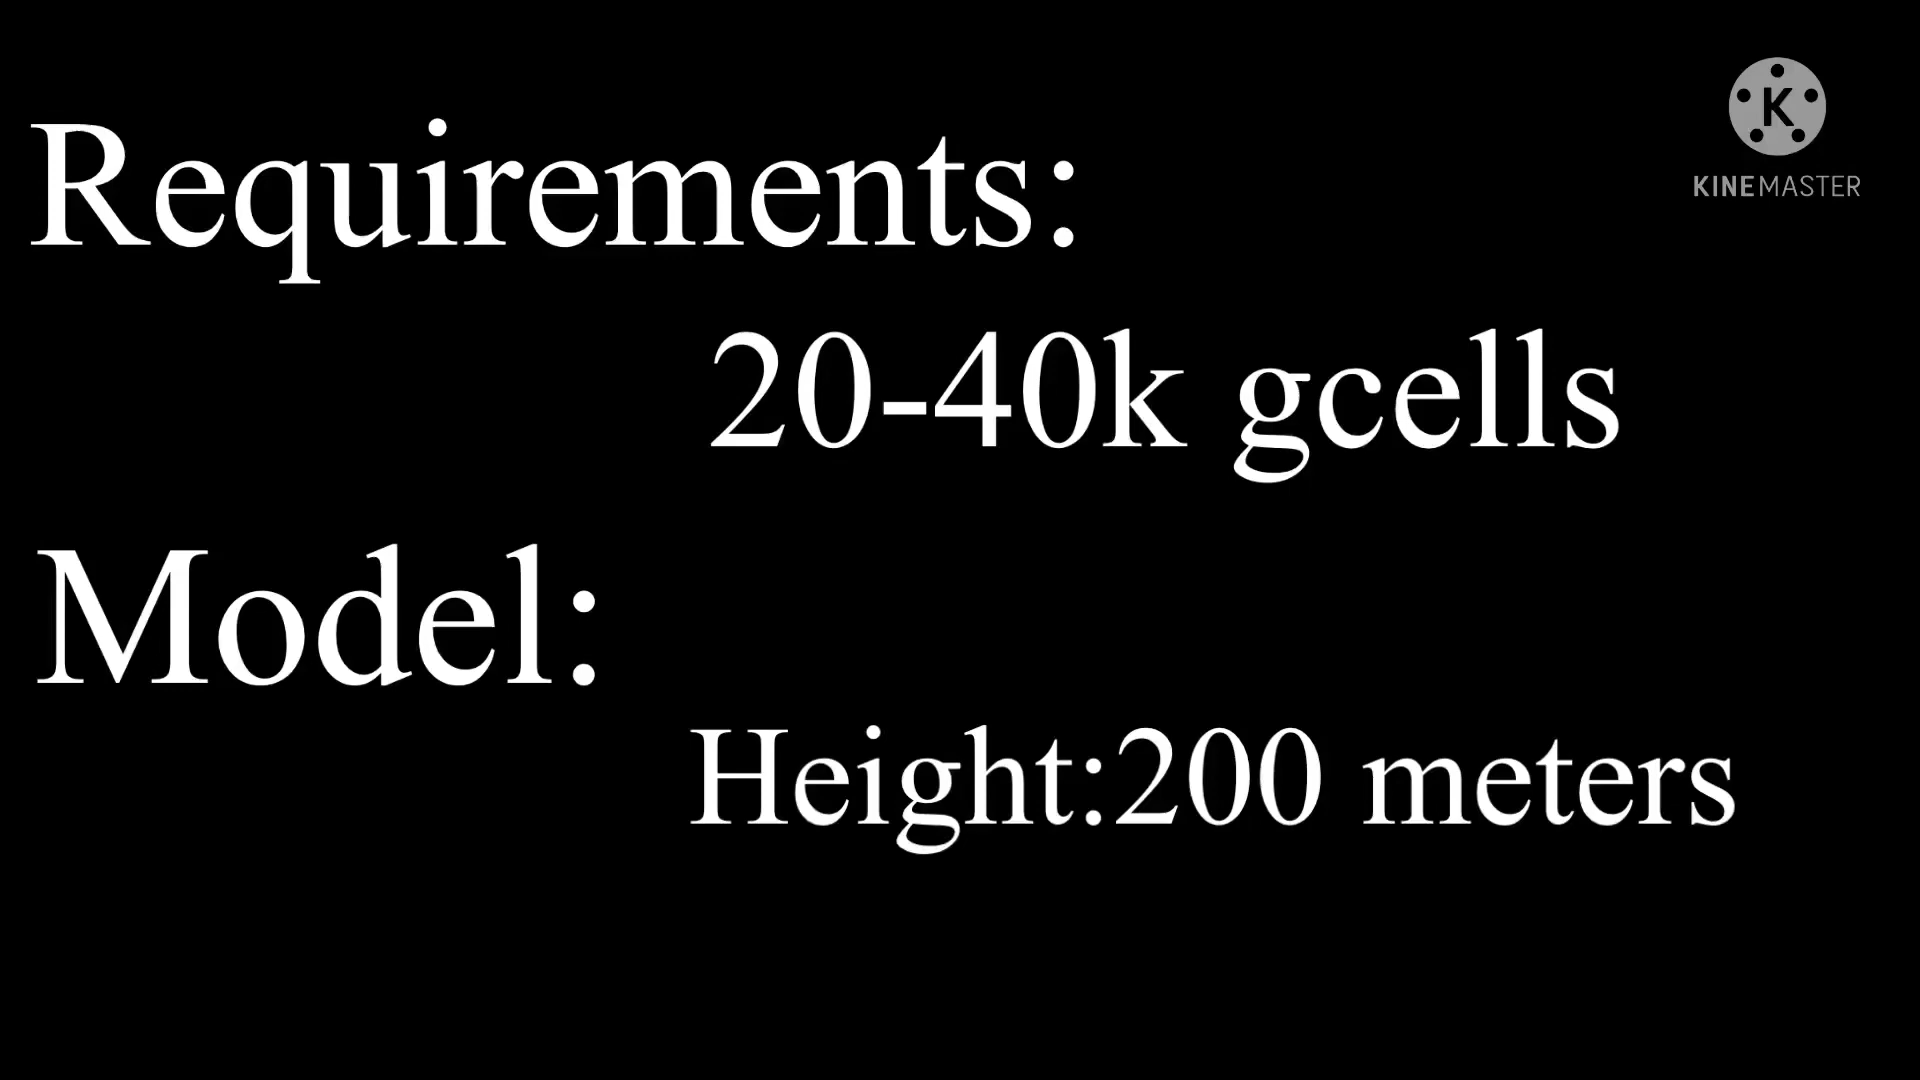 Requirements:
KINEMASTER
20-40k gcells
Model:
Height:200 meters